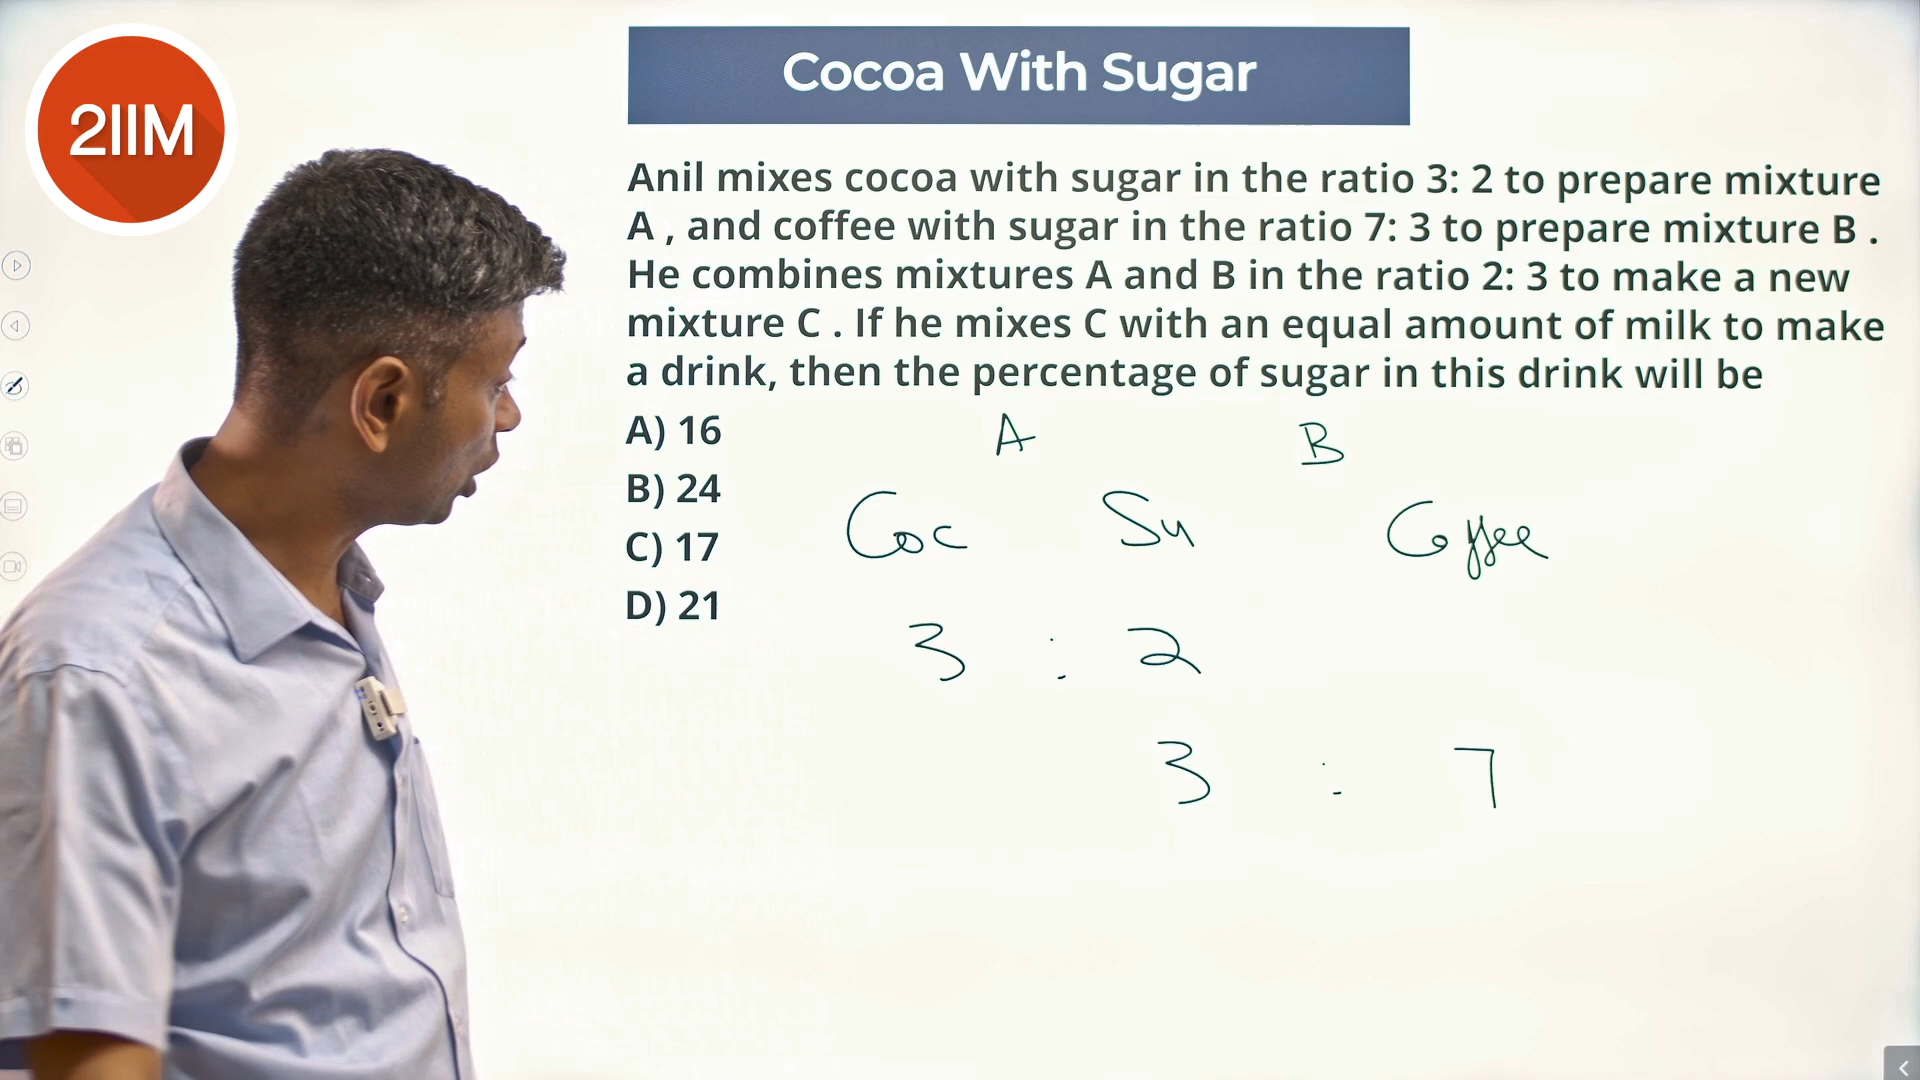 2IIM
Cocoa With Sugar
Anil mixes cocoa with sugar in the ratio 3: 2 to prepare mixture
A , and coffee with sugar in the ratio 7: 3 to prepare mixture B .
He combines mixtures A and B in the ratio 2: 3 to make a new
mixture C . If he mixes C with an equal amount of milk to make
a drink, then the percentage of sugar in this drink will be
A) 16
B) 24
C) 17
D) 21
A B
Coc Su Coffee
3 : 2
3 : 7